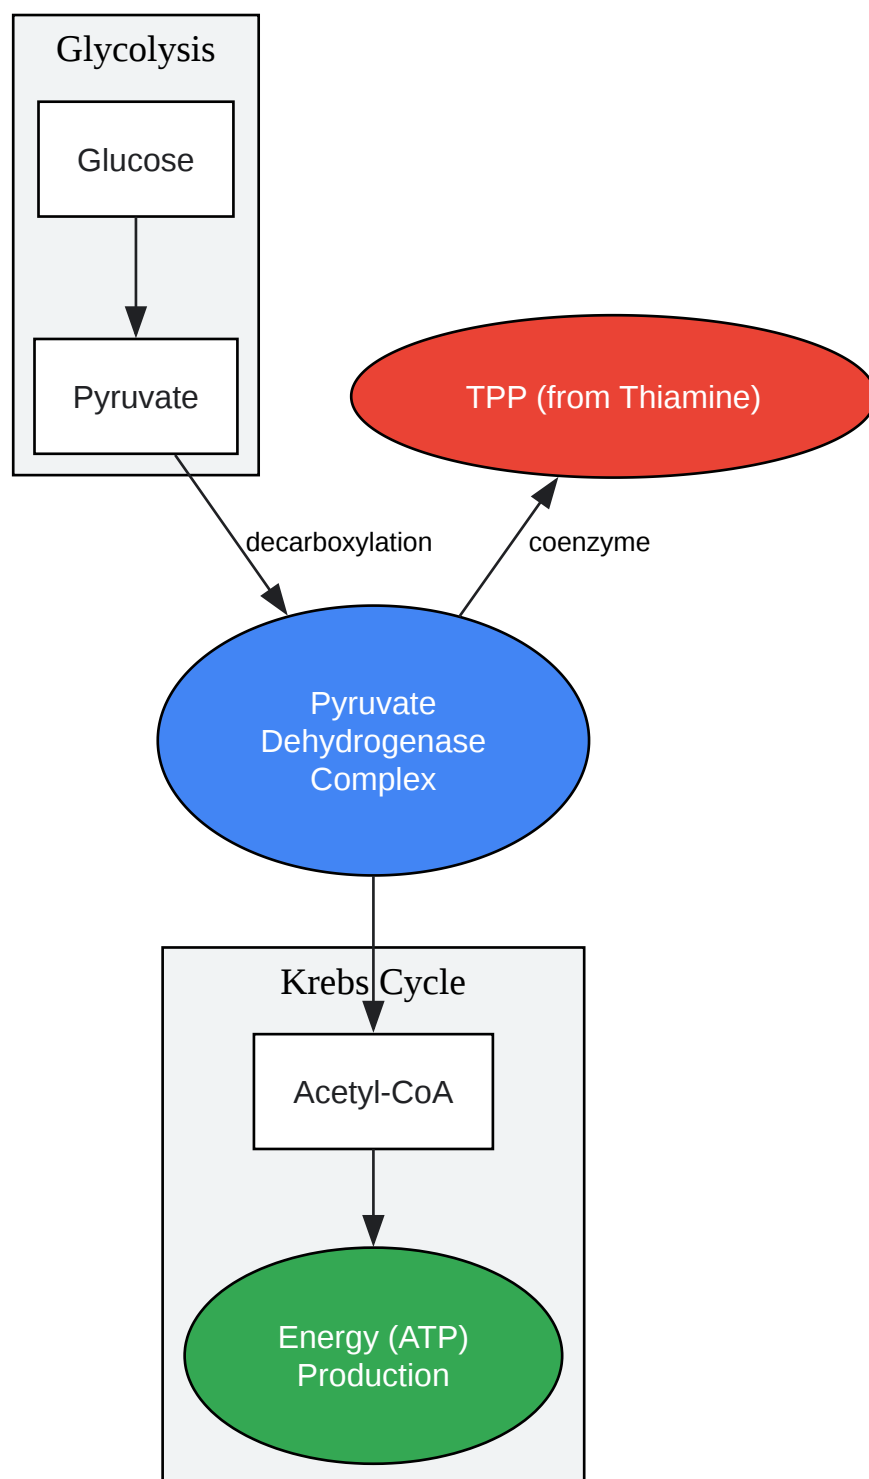 Glycolysis
Glucose
Pyruvate
TPP (from Thiamine)
decarboxylation
coenzyme
Pyruvate
Dehydrogenase
Complex
Krebs Cycle
Acetyl-CoA
Energy (ATP)
Production